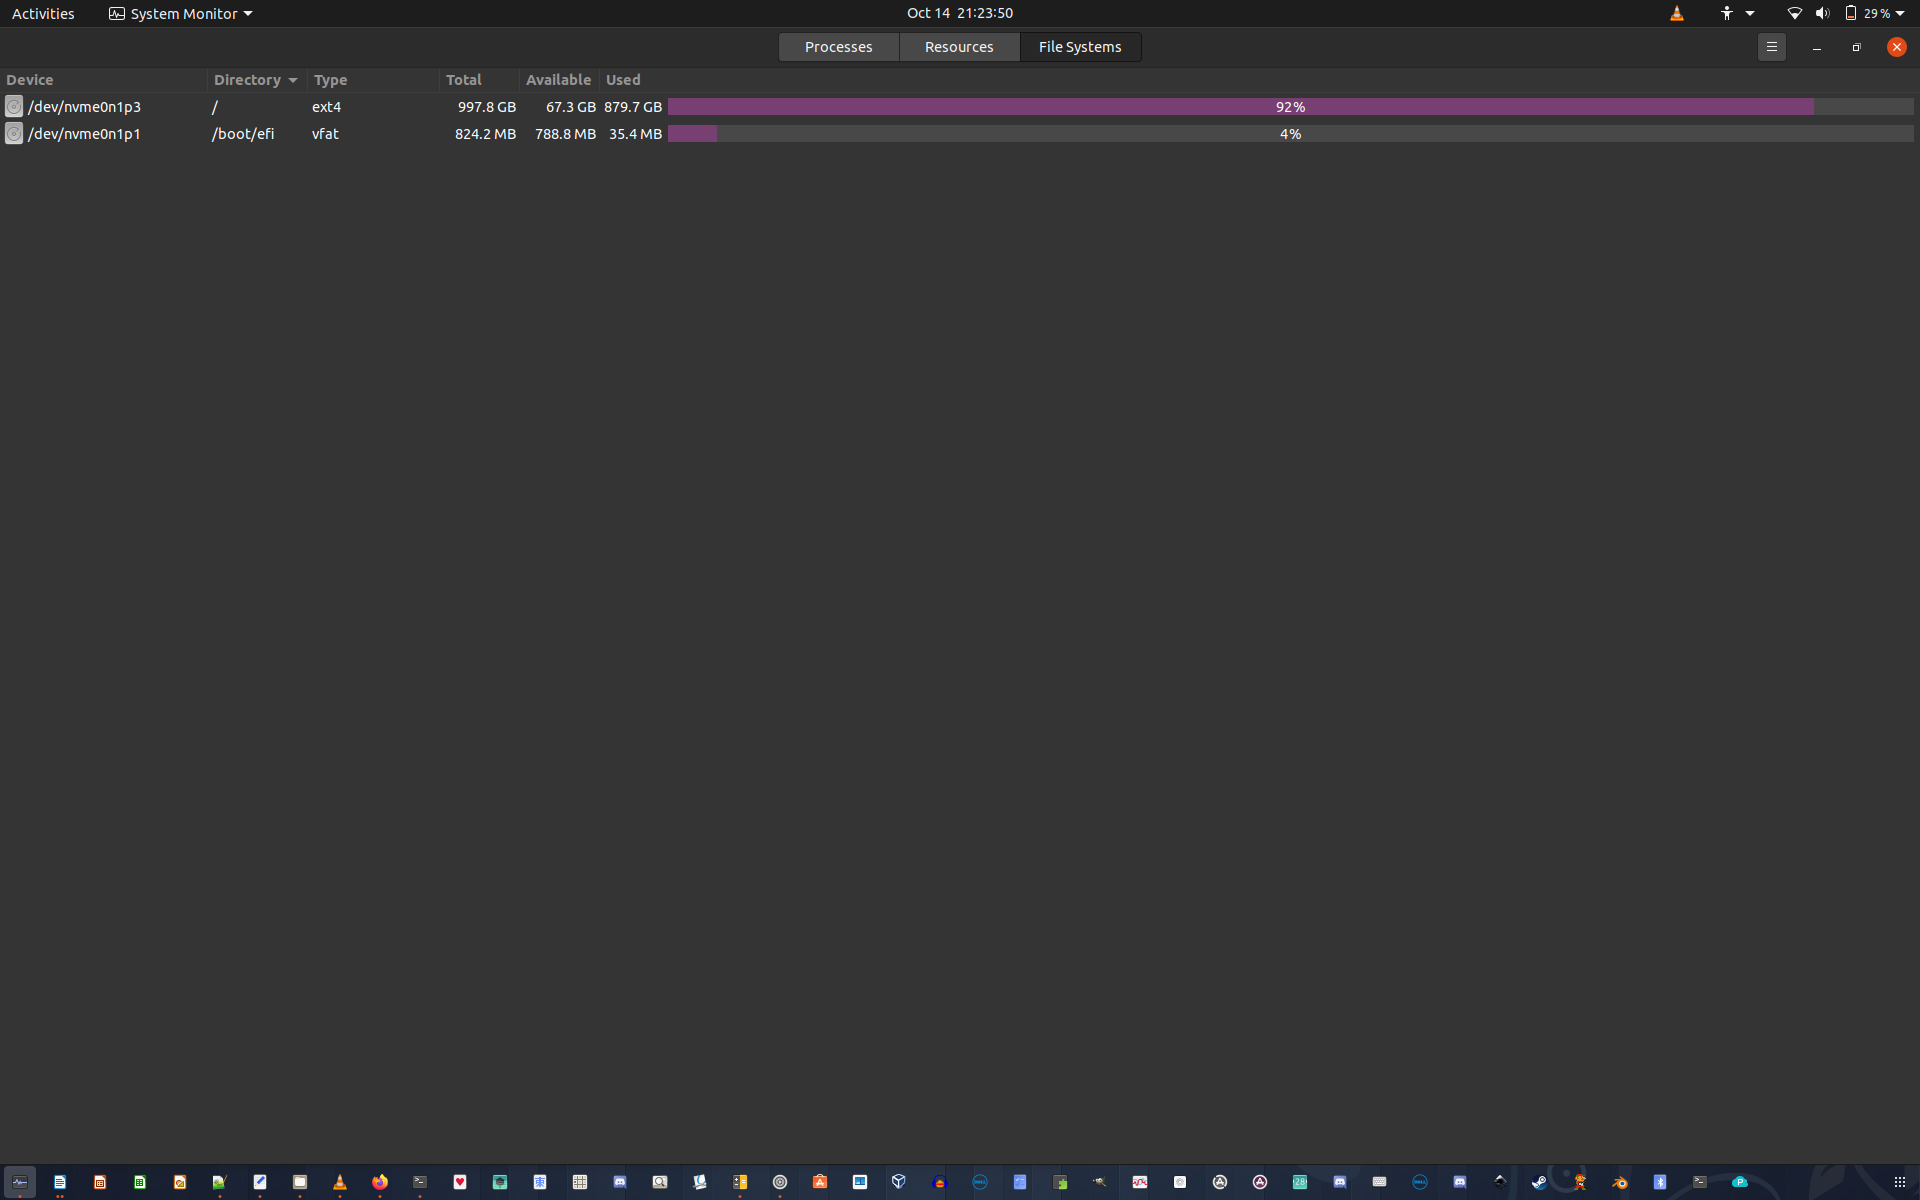 Activities System Monitor Oct 14 21:23:50 29 %
Processes Resources File Systems
Device Directory Type Total Available Used
/dev/nvme0n1p3 / ext4 997.8 GB 67.3 GB 879.7 GB 92%
/dev/nvme0n1p1 /boot/efi vfat 824.2 MB 788.8 MB 35.4 MB 4%